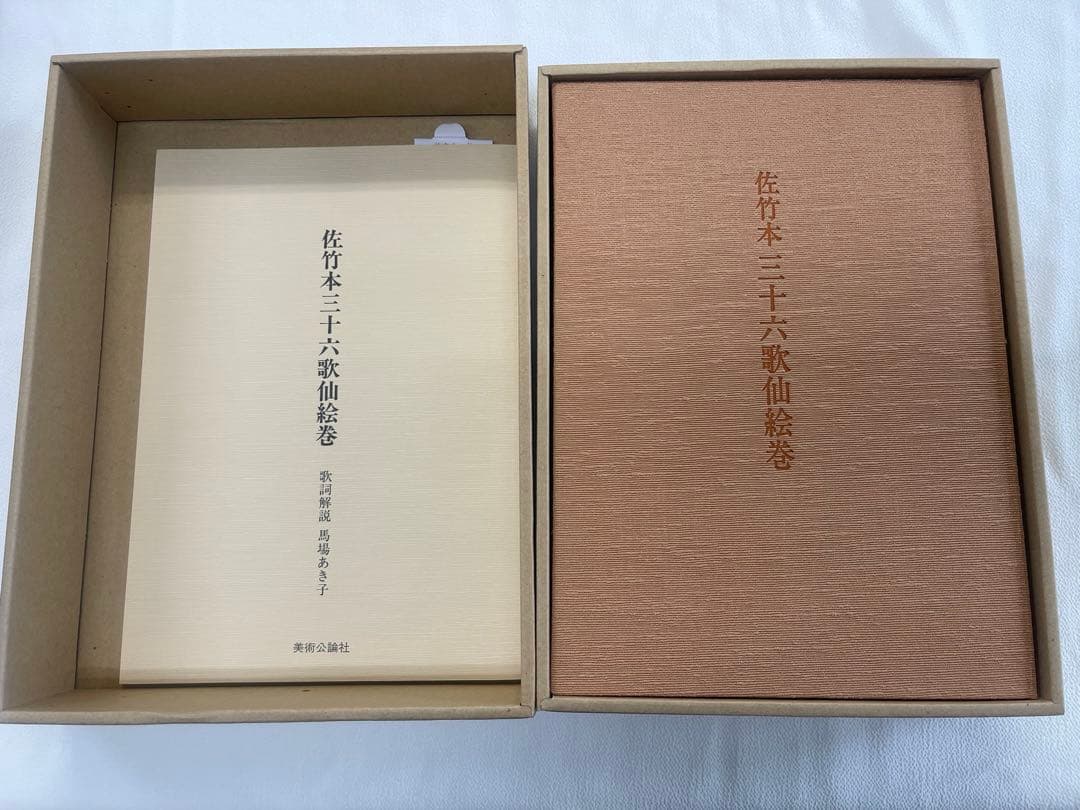 佐竹本三十六歌仙絵巻
歌詞解説 馬場あき子
美術公論社
佐竹本三十六歌仙絵巻